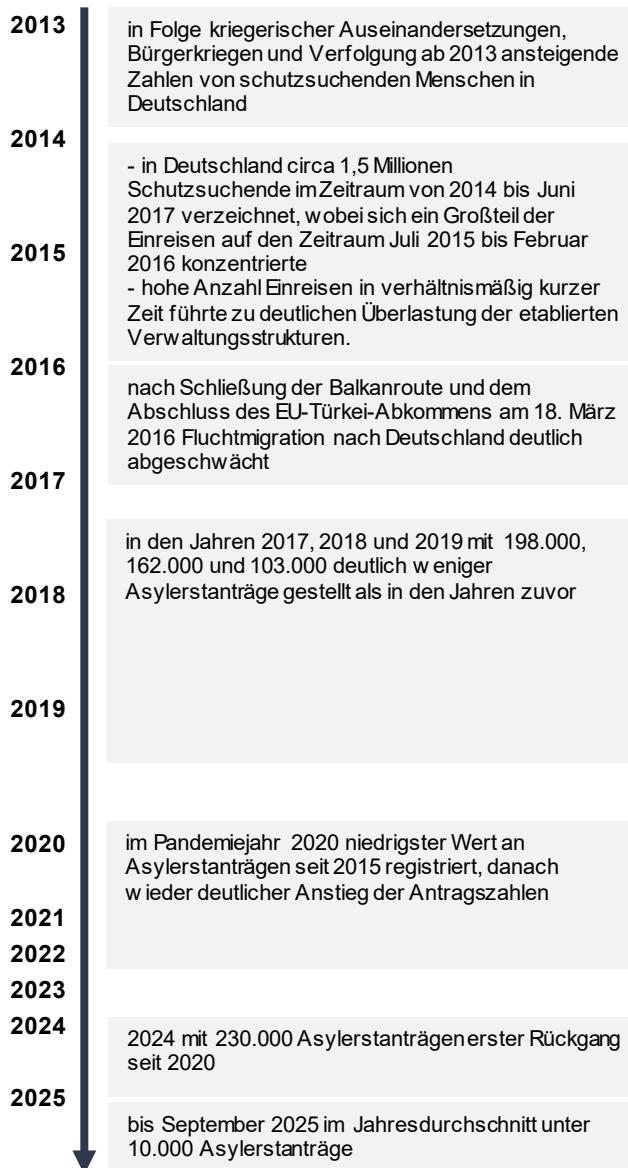 2013
in Folge kriegerischer Auseinandersetzungen,
Bürgerkriegen und Verfolgung ab 2013 ansteigende
Zahlen von schutzsuchenden Menschen in
Deutschland
2014
- in Deutschland circa 1,5 Millionen
Schutzsuchende im Zeitraum von 2014 bis Juni
2017 verzeichnet, wobei sich ein Großteil der
2015
Einreisen auf den Zeitraum Juli 2015 bis Februar
2016 konzentrierte
- hohe Anzahl Einreisen in verhältnismäßig kurzer
Zeit führte zu deutlichen Überlastung der etablierten
Verwaltungsstrukturen.
2016
nach Schließung der Balkanroute und dem
Abschluss des EU-Türkei-Abkommens am 18. März
2016 Fluchtmigration nach Deutschland deutlich
abgeschwächt
2017
in den Jahren 2017, 2018 und 2019 mit 198.000,
162.000 und 103.000 deutlich weniger
Asylerstanträge gestellt als in den Jahren zuvor
2018
2019
2020
im Pandemiejahr 2020 niedrigster Wert an
Asylerstanträgen seit 2015 registriert, danach
wieder deutlicher Anstieg der Antragszahlen
2021
2022
2023
2024
2024 mit 230.000 Asylerstanträgen erster Rückgang
seit 2020
2025
bis September 2025 im Jahresdurchschnitt unter
10.000 Asylerstanträge